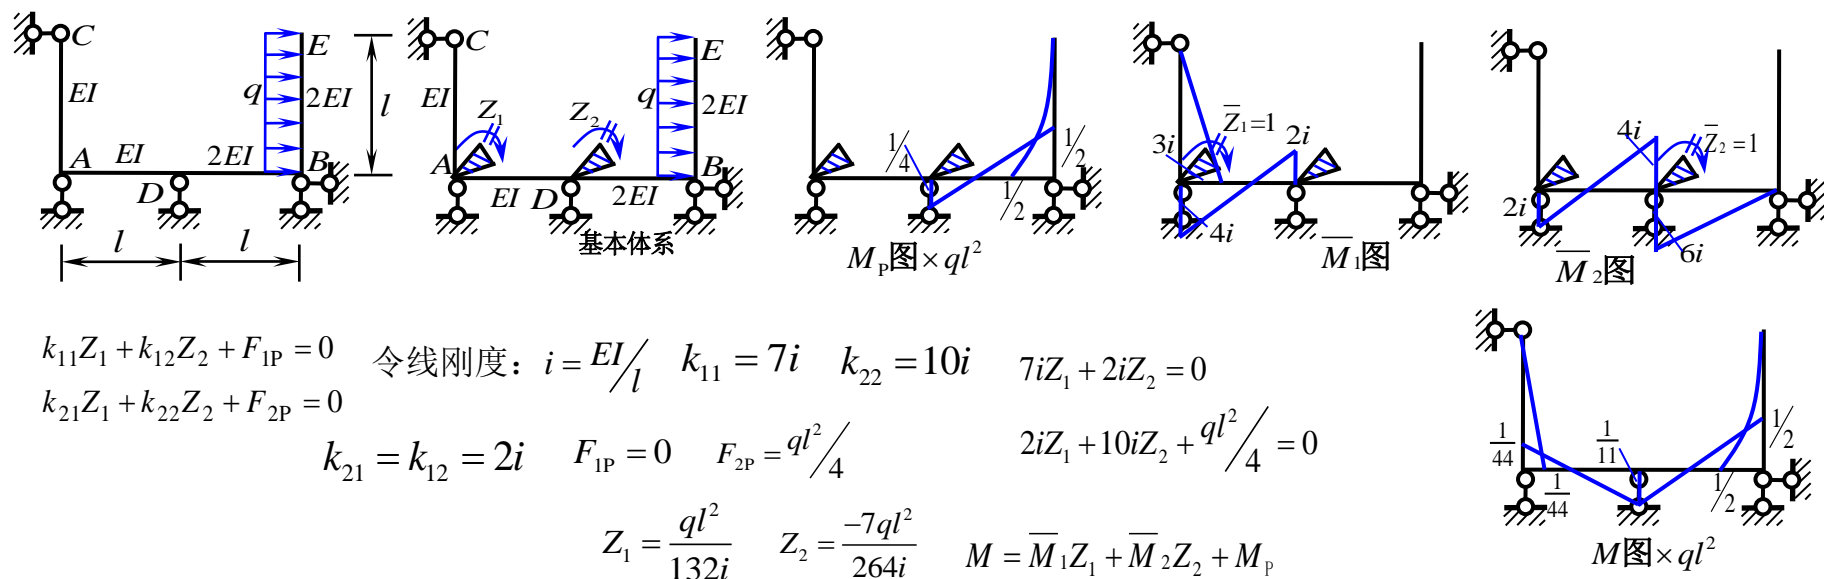 C
E
EI
q
2EI
l
A
EI
2EI
B
D
l
l
C
E
EI
Z₁
Z₂
q
2EI
A
B
EI
D
2EI
基本体系
1/4
1/2
1/2
M_P图×ql²
3i
Z̅₁=1
2i
4i
M̅₁图
4i
Z̅₂=1
2i
6i
M̅₂图
k₁₁Z₁+k₁₂Z₂+F₁P=0
k₂₁Z₁+k₂₂Z₂+F₂P=0
令线刚度：i=EI/l k₁₁=7i k₂₂=10i
7iZ₁+2iZ₂=0
k₂₁=k₁₂=2i F₁P=0 F₂P=ql²/4
2iZ₁+10iZ₂+ql²/4=0
Z₁=ql²/132i Z₂=−7ql²/264i M=M̅₁Z₁+M̅₂Z₂+M_P
1/44
1/11
1/2
1/44
1/2
M图×ql²